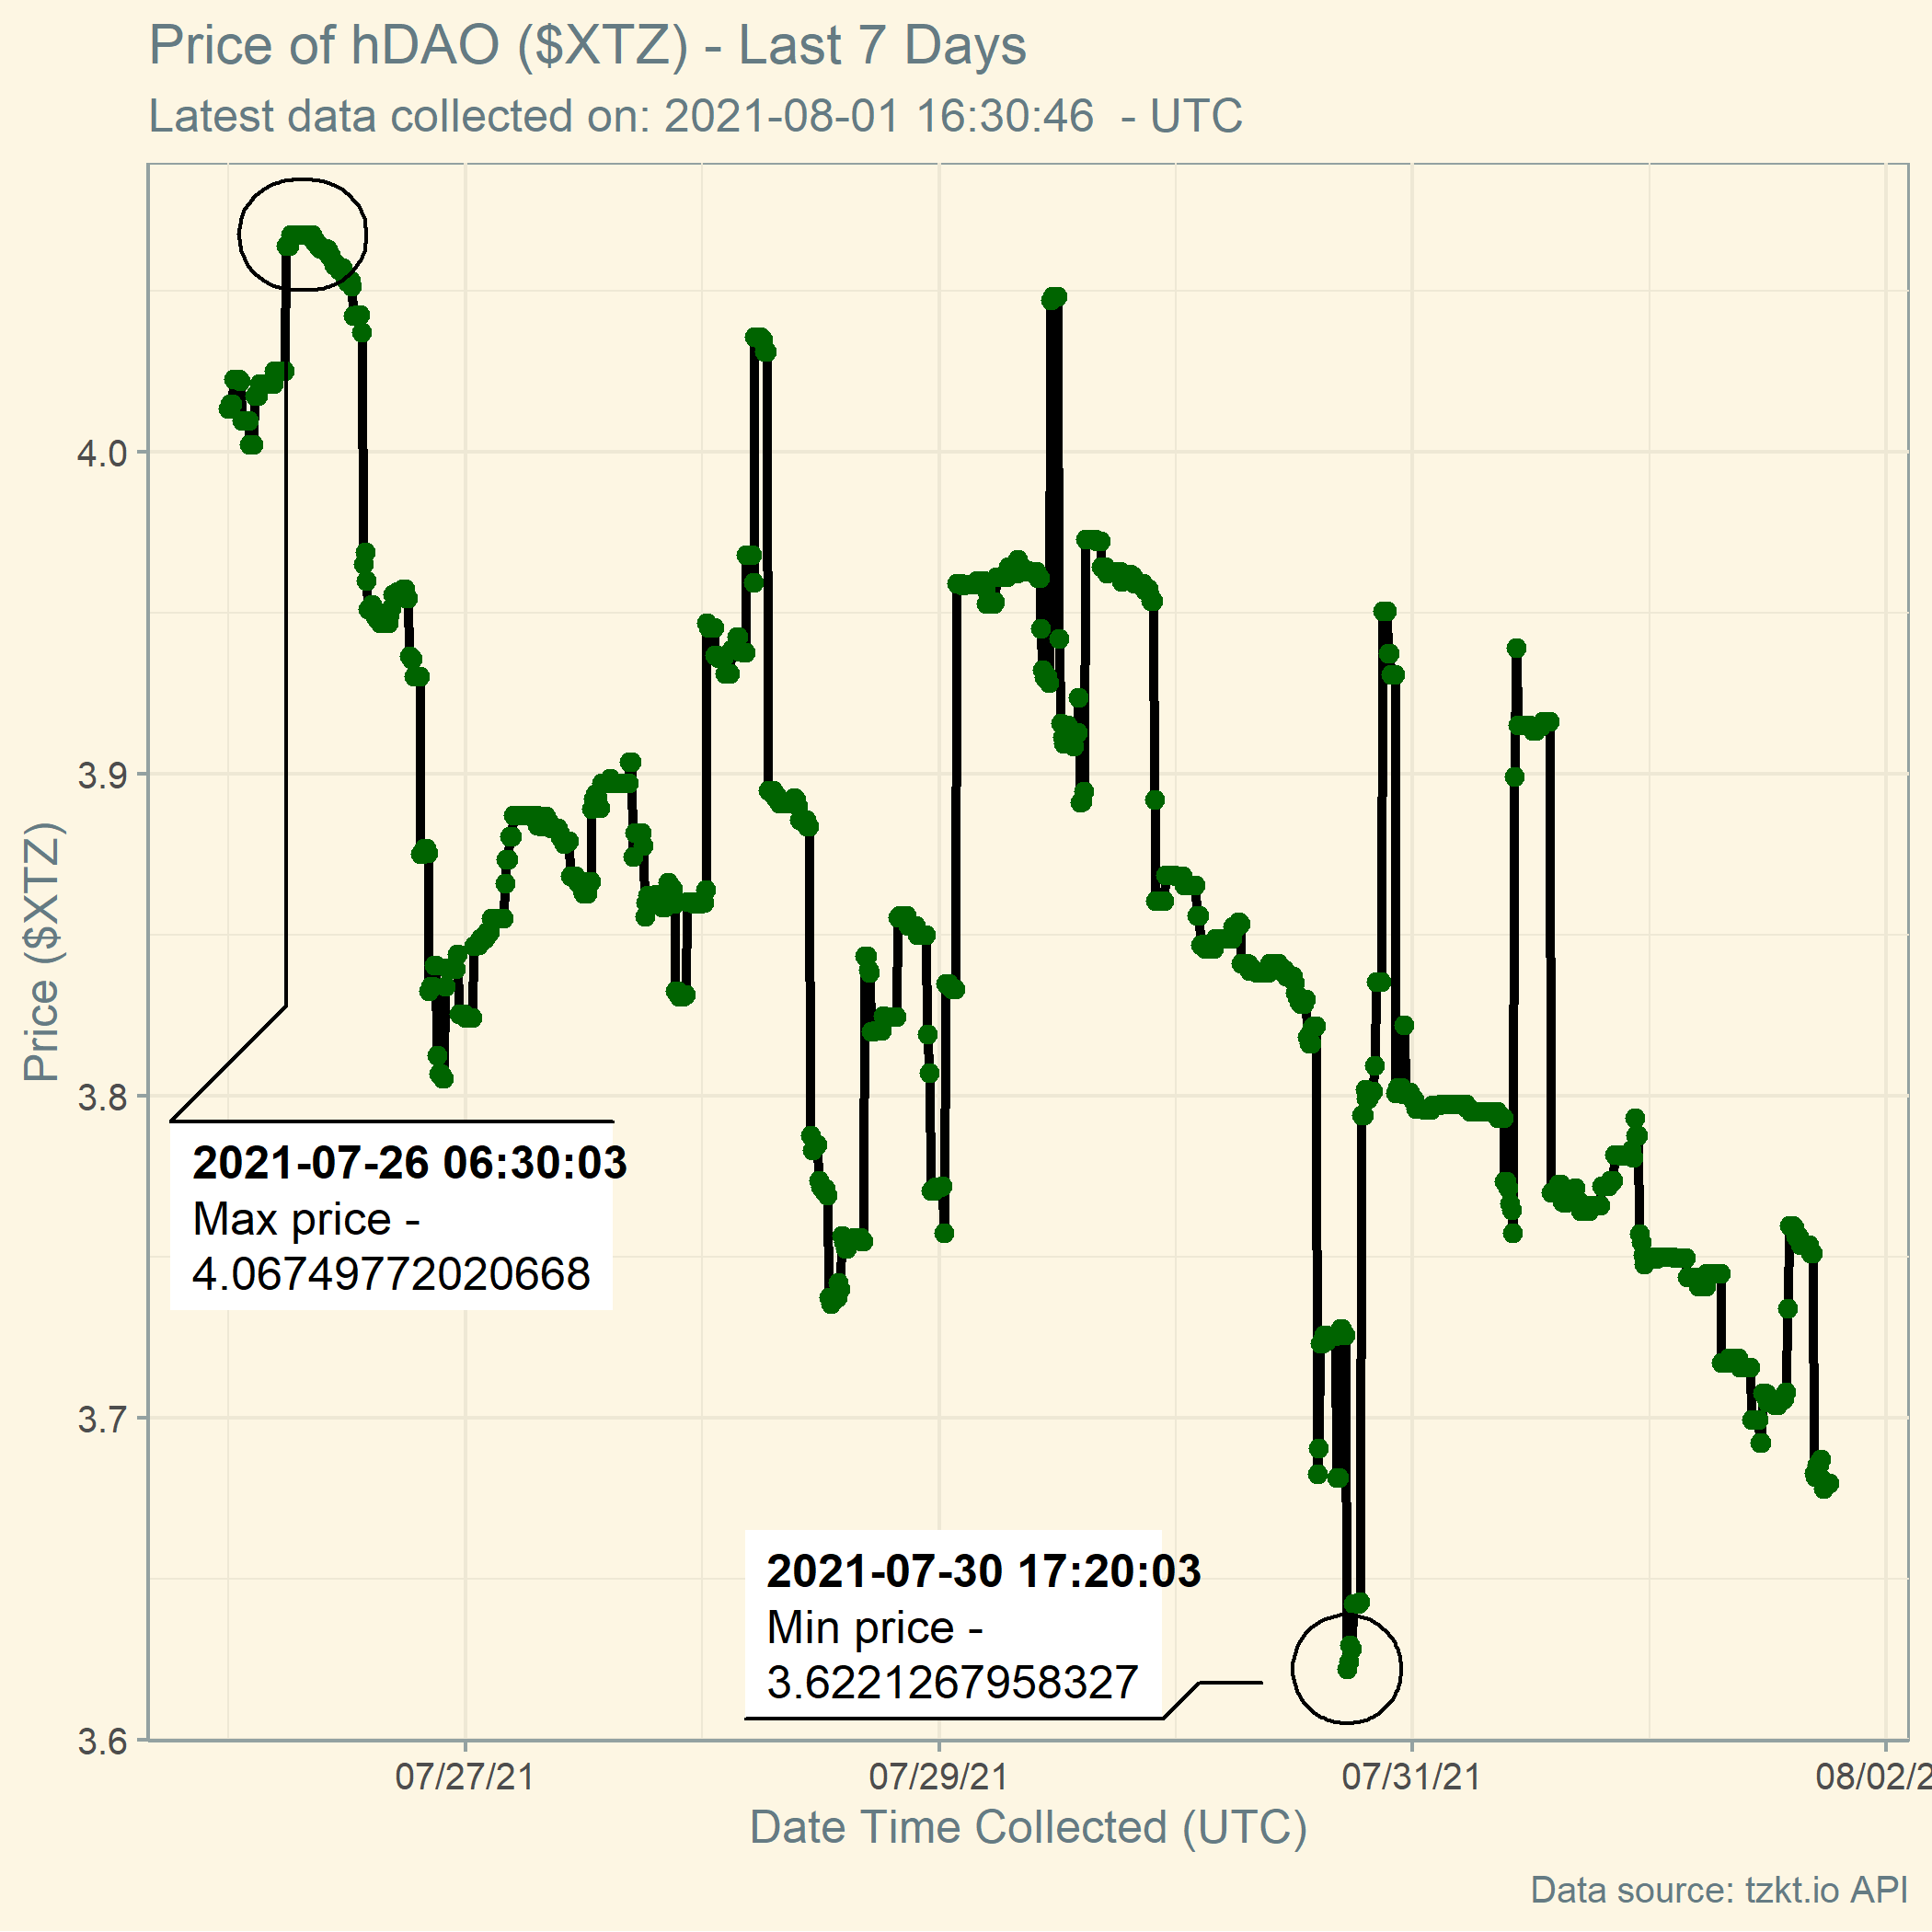 Price of hDAO ($XTZ) - Last 7 Days
Latest data collected on: 2021-08-01 16:30:46  - UTC
Price ($XTZ)
4.0
3.9
3.8
3.7
3.6
2021-07-26 06:30:03
Max price -
4.06749772020668
2021-07-30 17:20:03
Min price -
3.6221267958327
07/27/21
07/29/21
07/31/21
08/02/2
Date Time Collected (UTC)
Data source: tzkt.io API